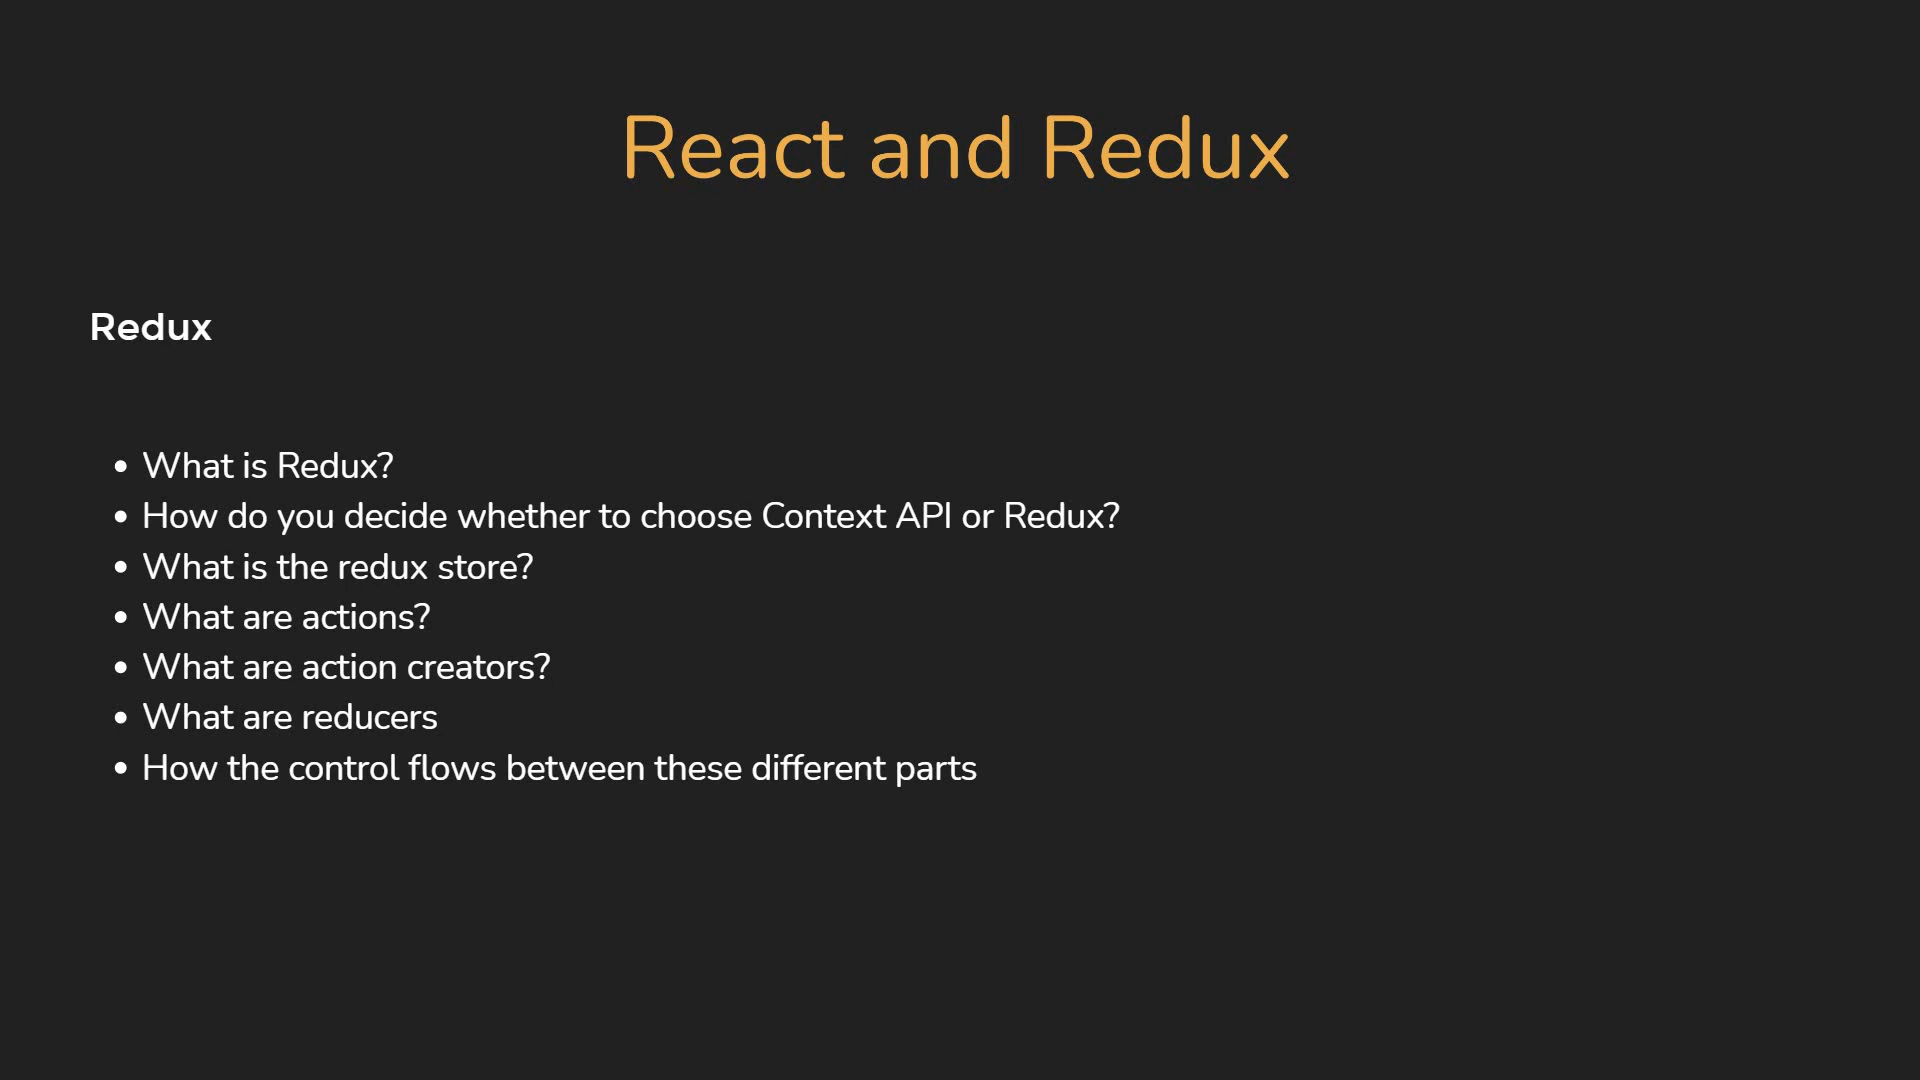 React and Redux
Redux
• What is Redux?
• How do you decide whether to choose Context API or Redux?
• What is the redux store?
• What are actions?
• What are action creators?
• What are reducers
• How the control flows between these different parts